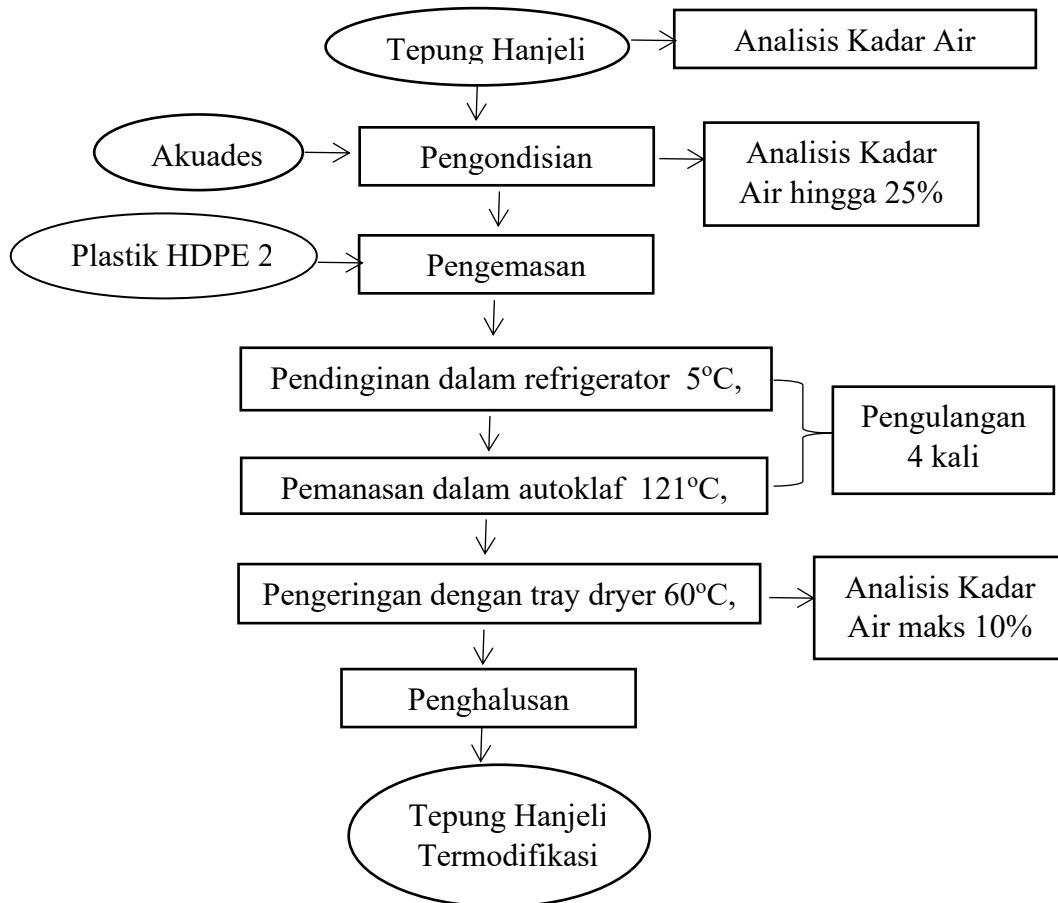 Tepung Hanjeli
Analisis Kadar Air
Akuades
Pengondisian
Analisis Kadar
Air hingga 25%
Plastik HDPE 2
Pengemasan
Pendinginan dalam refrigerator 5°C,
Pengulangan
4 kali
Pemanasan dalam autoklaf 121°C,
Pengeringan dengan tray dryer 60°C,
Analisis Kadar
Air maks 10%
Penghalusan
Tepung Hanjeli
Termodifikasi